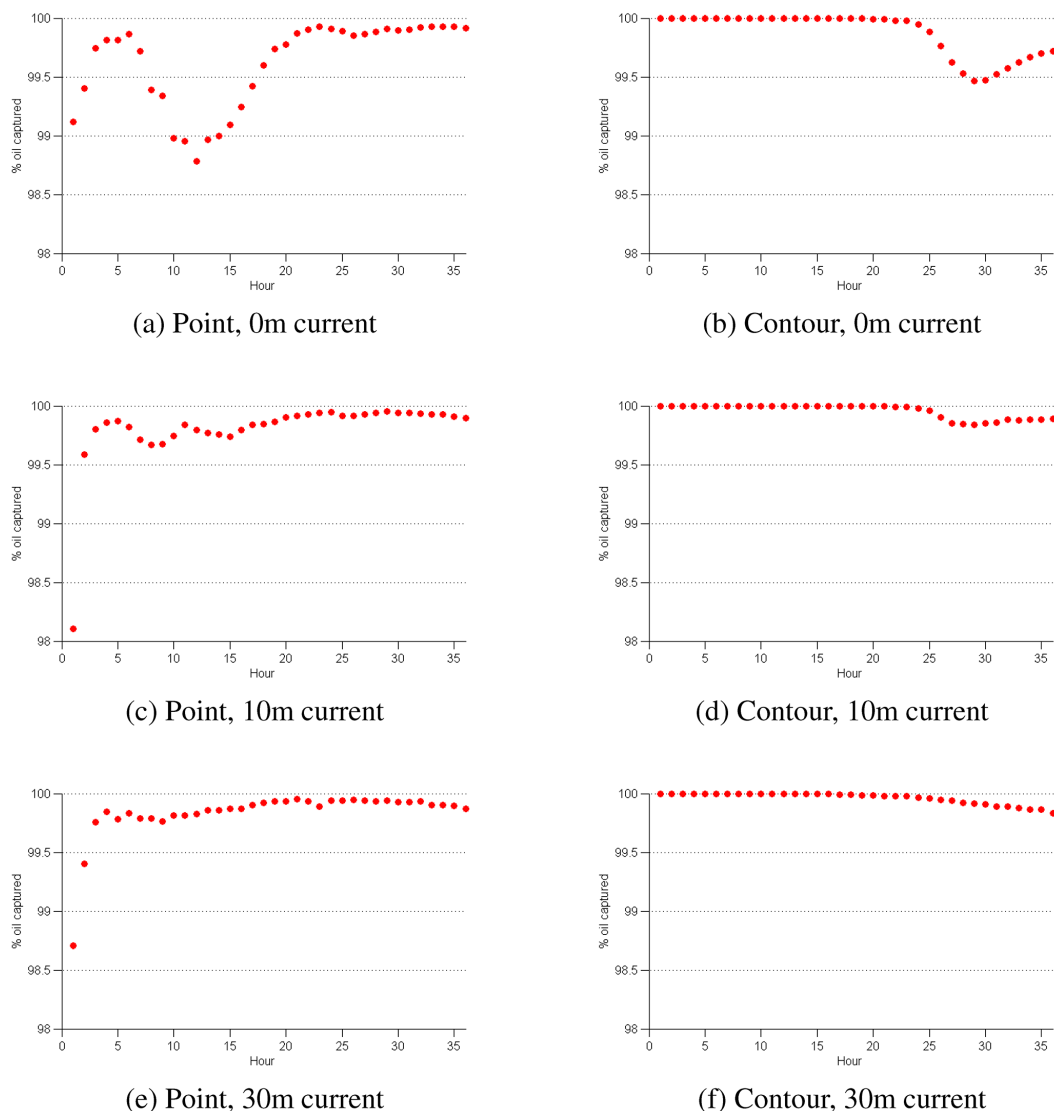 100
99.5
99
98.5
98
% oil captured
0 5 10 15 20 25 30 35
Hour
(a) Point, 0m current
100
99.5
99
98.5
98
% oil captured
0 5 10 15 20 25 30 35
Hour
(b) Contour, 0m current
100
99.5
99
98.5
98
% oil captured
0 5 10 15 20 25 30 35
Hour
(c) Point, 10m current
100
99.5
99
98.5
98
% oil captured
0 5 10 15 20 25 30 35
Hour
(d) Contour, 10m current
100
99.5
99
98.5
98
% oil captured
0 5 10 15 20 25 30 35
Hour
(e) Point, 30m current
100
99.5
99
98.5
98
% oil captured
0 5 10 15 20 25 30 35
Hour
(f) Contour, 30m current